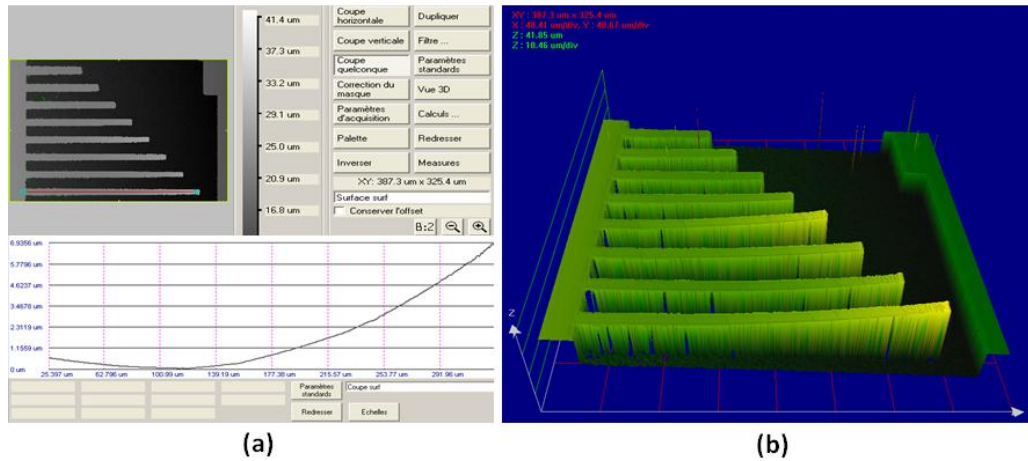 41.4 um
37.3 um
33.2 um
29.1 um
25.0 um
20.9 um
16.8 um
Coupe horizontale
Dupliquer
Coupe verticale
Filtre ...
Coupe quelconque
Paramètres standards
Correction du masque
Vue 3D
Paramètres d'acquisition
Calculs ...
Palette
Redresser
Inverser
Mesures
XY: 387.3 um x 325.4 um
Surface surf
Conserver l'offset
B:2
6.9356 um
5.7796 um
4.6237 um
3.4678 um
2.3119 um
1.1559 um
0 um
25.397 um
62.796 um
100.99 um
139.19 um
177.38 um
215.57 um
253.77 um
291.96 um
Paramètres standards
Coupe surf
Redresser
Echelles
(a)
XY : 387.3 um x 325.4 um
X : 48.41 um/div, Y : 40.67 um/div
Z : 41.85 um
Z : 10.46 um/div
Z
(b)